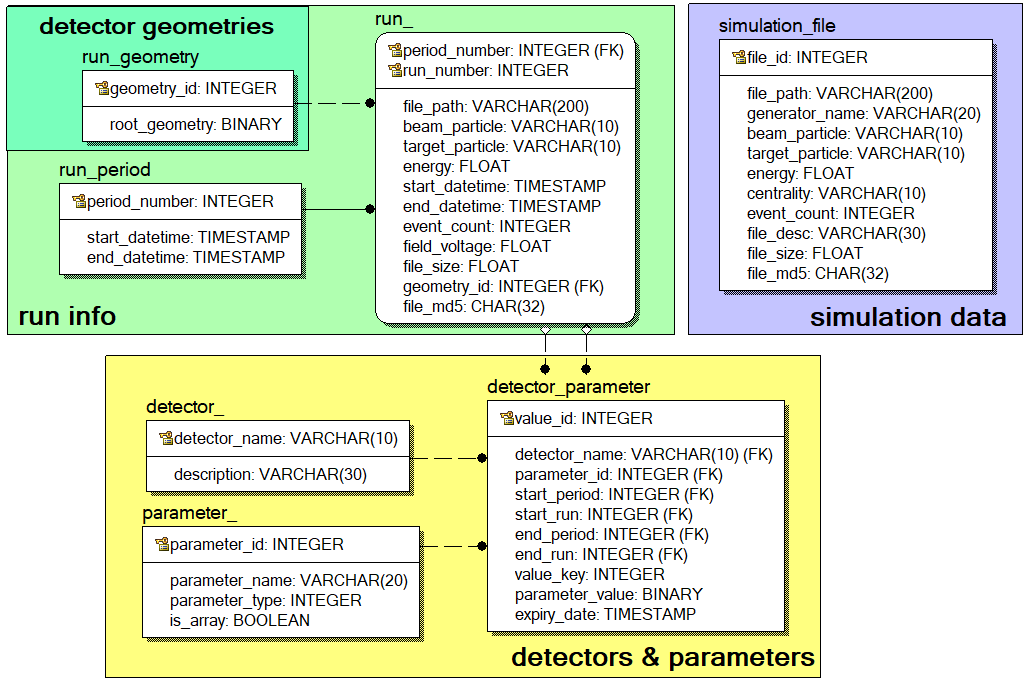 detector geometries
run_geometry
geometry_id: INTEGER
root_geometry: BINARY
run_period
period_number: INTEGER
start_datetime: TIMESTAMP
end_datetime: TIMESTAMP
run info
run_
period_number: INTEGER (FK)
run_number: INTEGER
file_path: VARCHAR(200)
beam_particle: VARCHAR(10)
target_particle: VARCHAR(10)
energy: FLOAT
start_datetime: TIMESTAMP
end_datetime: TIMESTAMP
event_count: INTEGER
field_voltage: FLOAT
file_size: FLOAT
geometry_id: INTEGER (FK)
file_md5: CHAR(32)
simulation_file
file_id: INTEGER
file_path: VARCHAR(200)
generator_name: VARCHAR(20)
beam_particle: VARCHAR(10)
target_particle: VARCHAR(10)
energy: FLOAT
centrality: VARCHAR(10)
event_count: INTEGER
file_desc: VARCHAR(30)
file_size: FLOAT
file_md5: CHAR(32)
simulation data
detector_
detector_name: VARCHAR(10)
description: VARCHAR(30)
parameter_
parameter_id: INTEGER
parameter_name: VARCHAR(20)
parameter_type: INTEGER
is_array: BOOLEAN
detector_parameter
value_id: INTEGER
detector_name: VARCHAR(10) (FK)
parameter_id: INTEGER (FK)
start_period: INTEGER (FK)
start_run: INTEGER (FK)
end_period: INTEGER (FK)
end_run: INTEGER (FK)
value_key: INTEGER
parameter_value: BINARY
expiry_date: TIMESTAMP
detectors & parameters